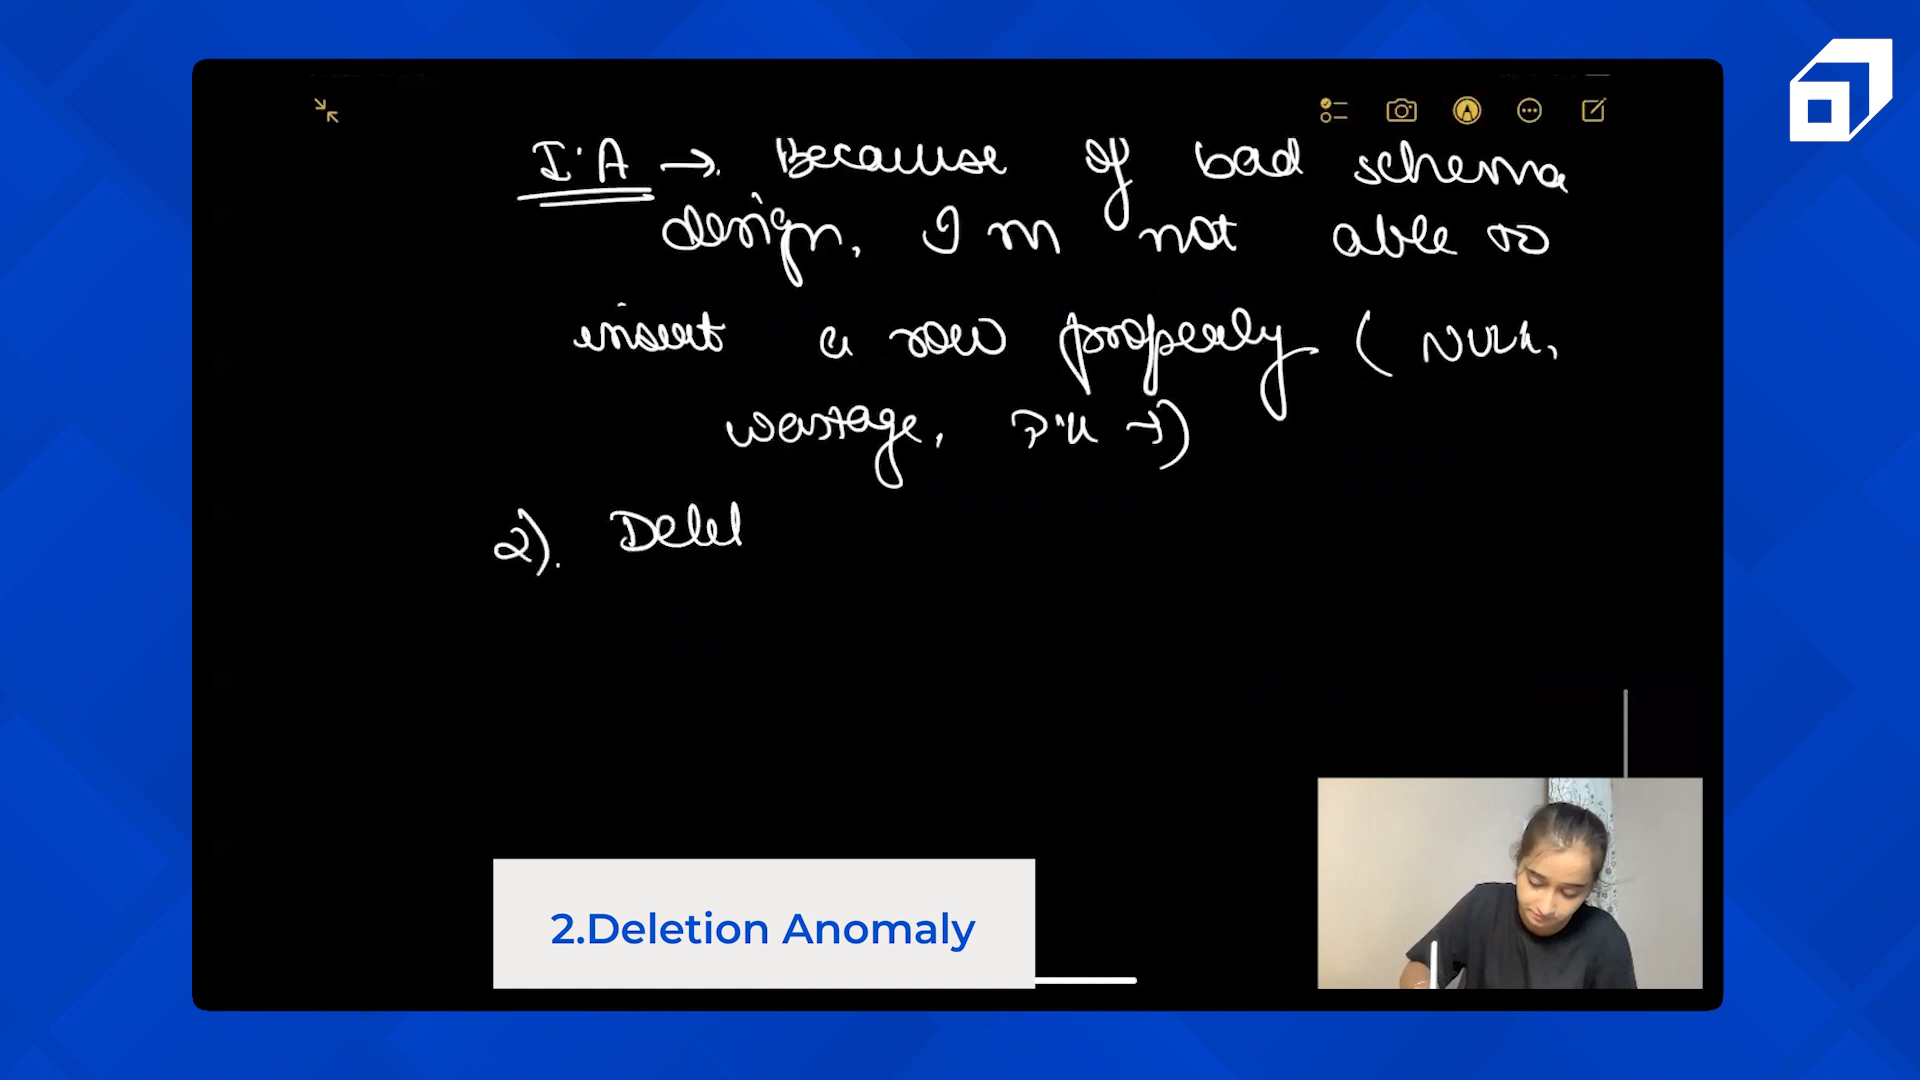 I.A → Because of bad schema
design, I'm not able to
insert a row properly ( NULL,
wastage, P.K → )
2). Delet
2.Deletion Anomaly